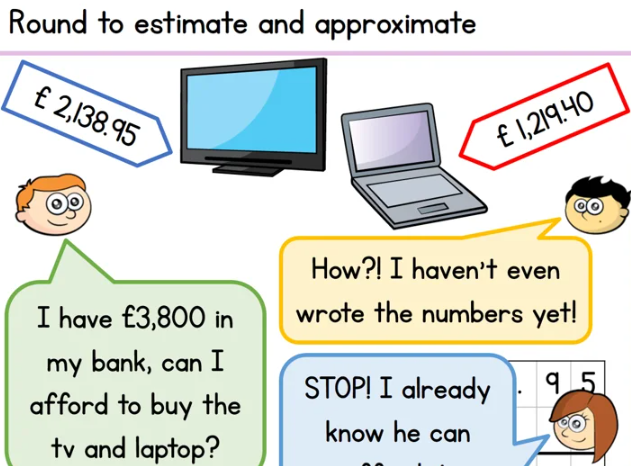 Round to estimate and approximate
£ 2,138.95
£ 1,219.40
How?! I haven't even
wrote the numbers yet!
I have £3,800 in
my bank, can I
afford to buy the
tv and laptop?
STOP! I already
know he can
. 9 5